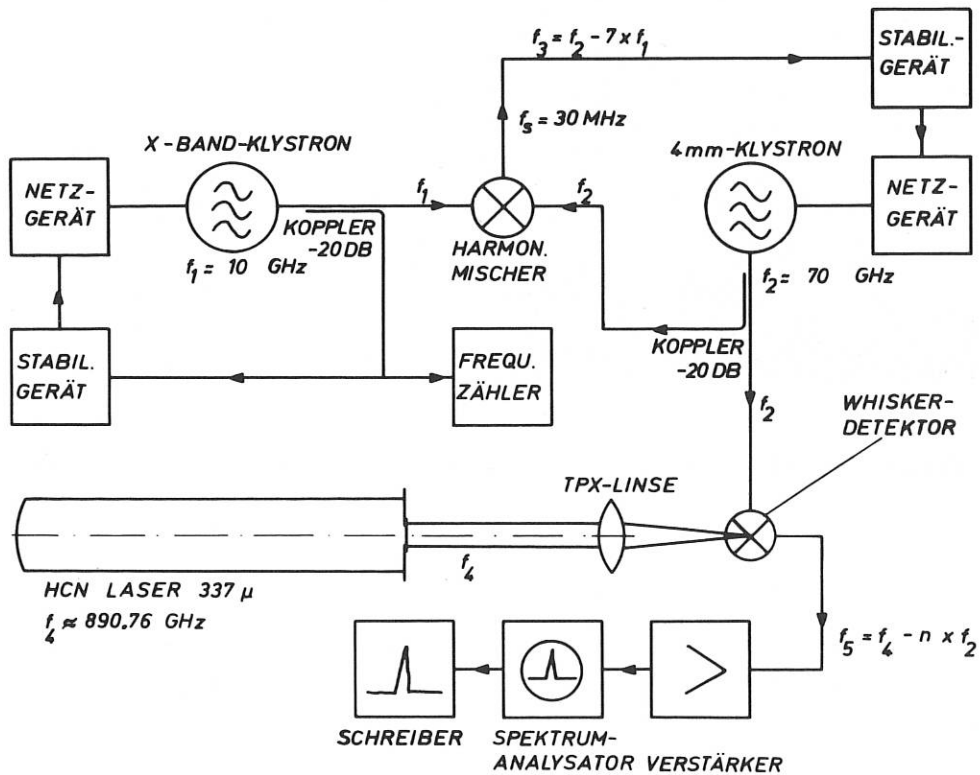 f₃ = f₂ - 7 x f₁
STABIL.-
GERÄT
fₛ = 30 MHz
X-BAND-KLYSTRON
4mm-KLYSTRON
NETZ-
GERÄT
f₁
f₂
NETZ-
GERÄT
KOPPLER
-20 DB
HARMON.
MISCHER
f₁ = 10 GHz
f₂ = 70 GHz
STABIL.
GERÄT
FREQU.
ZÄHLER
KOPPLER
-20 DB
f₂
WHISKER-
DETEKTOR
TPX-LINSE
f₄
HCN LASER 337 µ
f₄ ≈ 890.76 GHz
f₅ = f₄ - n x f₂
SCHREIBER
SPEKTRUM-
ANALYSATOR
VERSTÄRKER